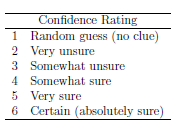 Confidence Rating
1 Random guess (no clue)
2 Very unsure
3 Somewhat unsure
4 Somewhat sure
5 Very sure
6 Certain (absolutely sure)